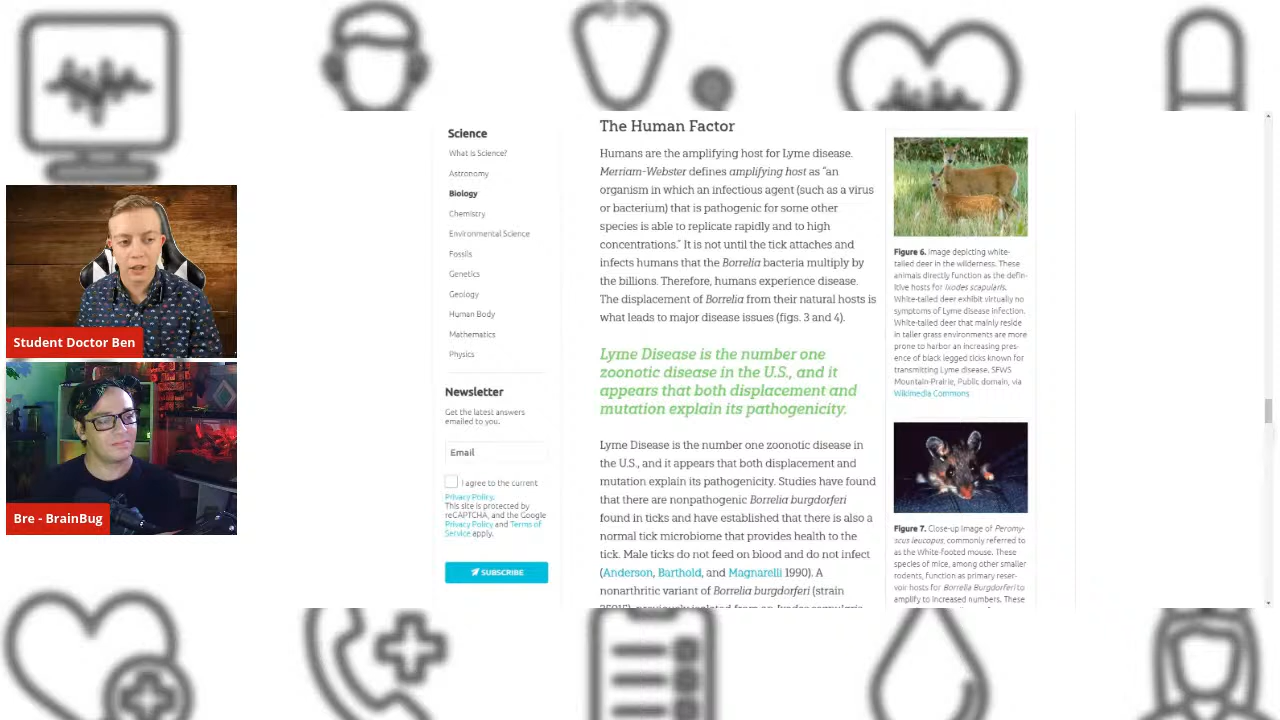 Student Doctor Ben
Bre - BrainBug
Science
What Is Science?
Astronomy
Biology
Chemistry
Environmental Science
Fossils
Genetics
Geology
Human Body
Mathematics
Physics
Newsletter
Get the latest answers
emailed to you.
Email
I agree to the current
Privacy Policy.
This site is protected by
reCAPTCHA, and the Google
Privacy Policy and Terms of
Service apply.
SUBSCRIBE
The Human Factor
Humans are the amplifying host for Lyme disease.
Merriam-Webster defines amplifying host as "an
organism in which an infectious agent (such as a virus
or bacterium) that is pathogenic for some other
species is able to replicate rapidly and to high
concentrations." It is not until the tick attaches and
infects humans that the Borrelia bacteria multiply by
the billions. Therefore, humans experience disease.
The displacement of Borrelia from their natural hosts is
what leads to major disease issues (figs. 3 and 4).
Lyme Disease is the number one
zoonotic disease in the U.S., and it
appears that both displacement and
mutation explain its pathogenicity.
Lyme Disease is the number one zoonotic disease in
the U.S., and it appears that both displacement and
mutation explain its pathogenicity. Studies have found
that there are nonpathogenic Borrelia burgdorferi
found in ticks and have established that there is also a
normal tick microbiome that provides health to the
tick. Male ticks do not feed on blood and do not infect
(Anderson, Barthold, and Magnarelli 1990). A
nonarthritic variant of Borrelia burgdorferi (strain
Figure 6. Image depicting white-
tailed deer in the wilderness. These
animals directly function as the defin-
itive hosts for Ixodes scapularis.
White-tailed deer exhibit virtually no
symptoms of Lyme disease infection.
White-tailed deer that mainly reside
in taller grass environments are more
prone to harbor an increasing pres-
ence of black legged ticks known for
transmitting Lyme disease. SFWS
Mountain-Prairie, Public domain, via
Wikimedia Commons
Figure 7. Close-up image of Peromy-
scus leucopus, commonly referred to
as the White-footed mouse. These
species of mice, among other smaller
rodents, function as primary reser-
voir hosts for Borrelia Burgdorferi to
amplify to increased numbers. These